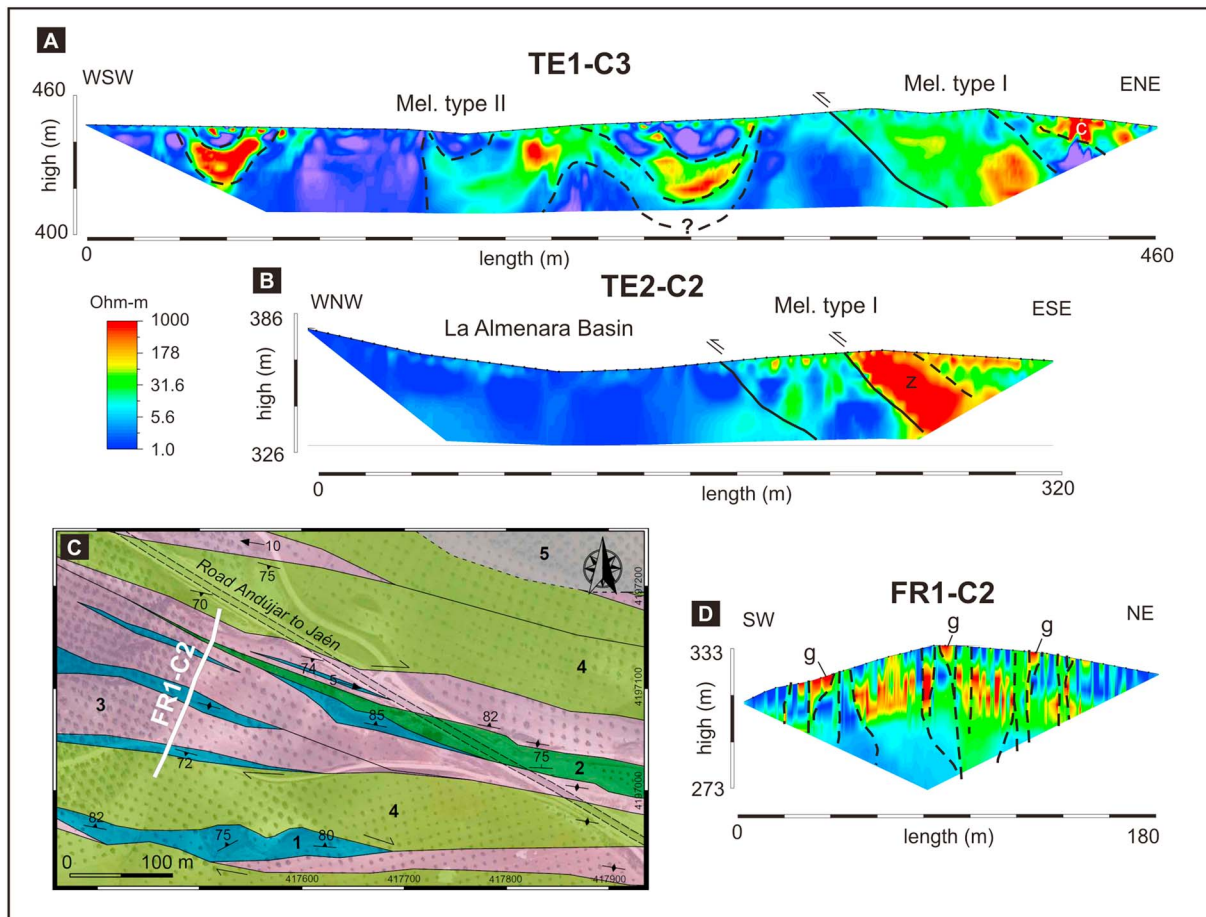 A
TE1-C3
WSW
Mel. type II
Mel. type I
ENE
460
high (m)
400
C
?
0
length (m)
460
B
TE2-C2
WNW
La Almenara Basin
Mel. type I
ESE
386
high (m)
326
Z
0
length (m)
320
Ohm-m
1000
178
31.6
5.6
1.0
C
10
75
70
Road Andújar to Jaén
5
4197200
4
74
5
4197100
3
FR1-C2
85
82
75
2
72
4197000
4
82
75
1
80
0
100 m
417600
417700
417800
417900
D
FR1-C2
SW
NE
g
g
g
333
high (m)
273
0
length (m)
180